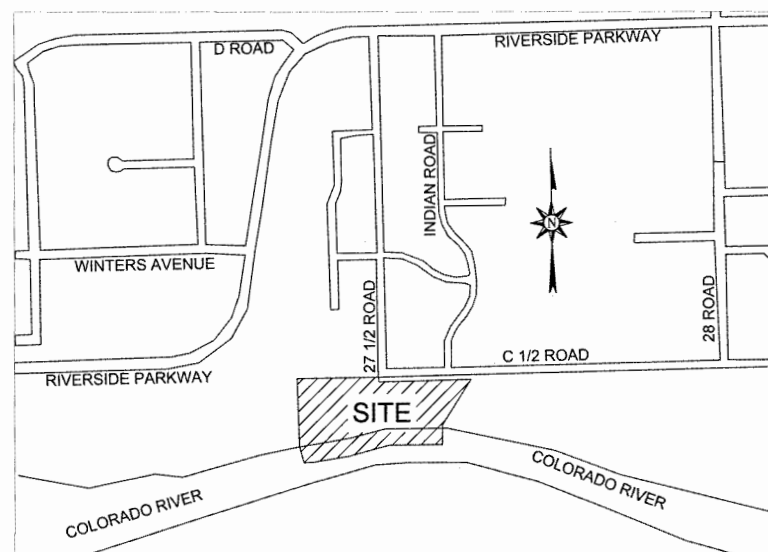 D ROAD
RIVERSIDE PARKWAY
INDIAN ROAD
N
WINTERS AVENUE
27 1/2 ROAD
28 ROAD
C 1/2 ROAD
RIVERSIDE PARKWAY
SITE
COLORADO RIVER
COLORADO RIVER